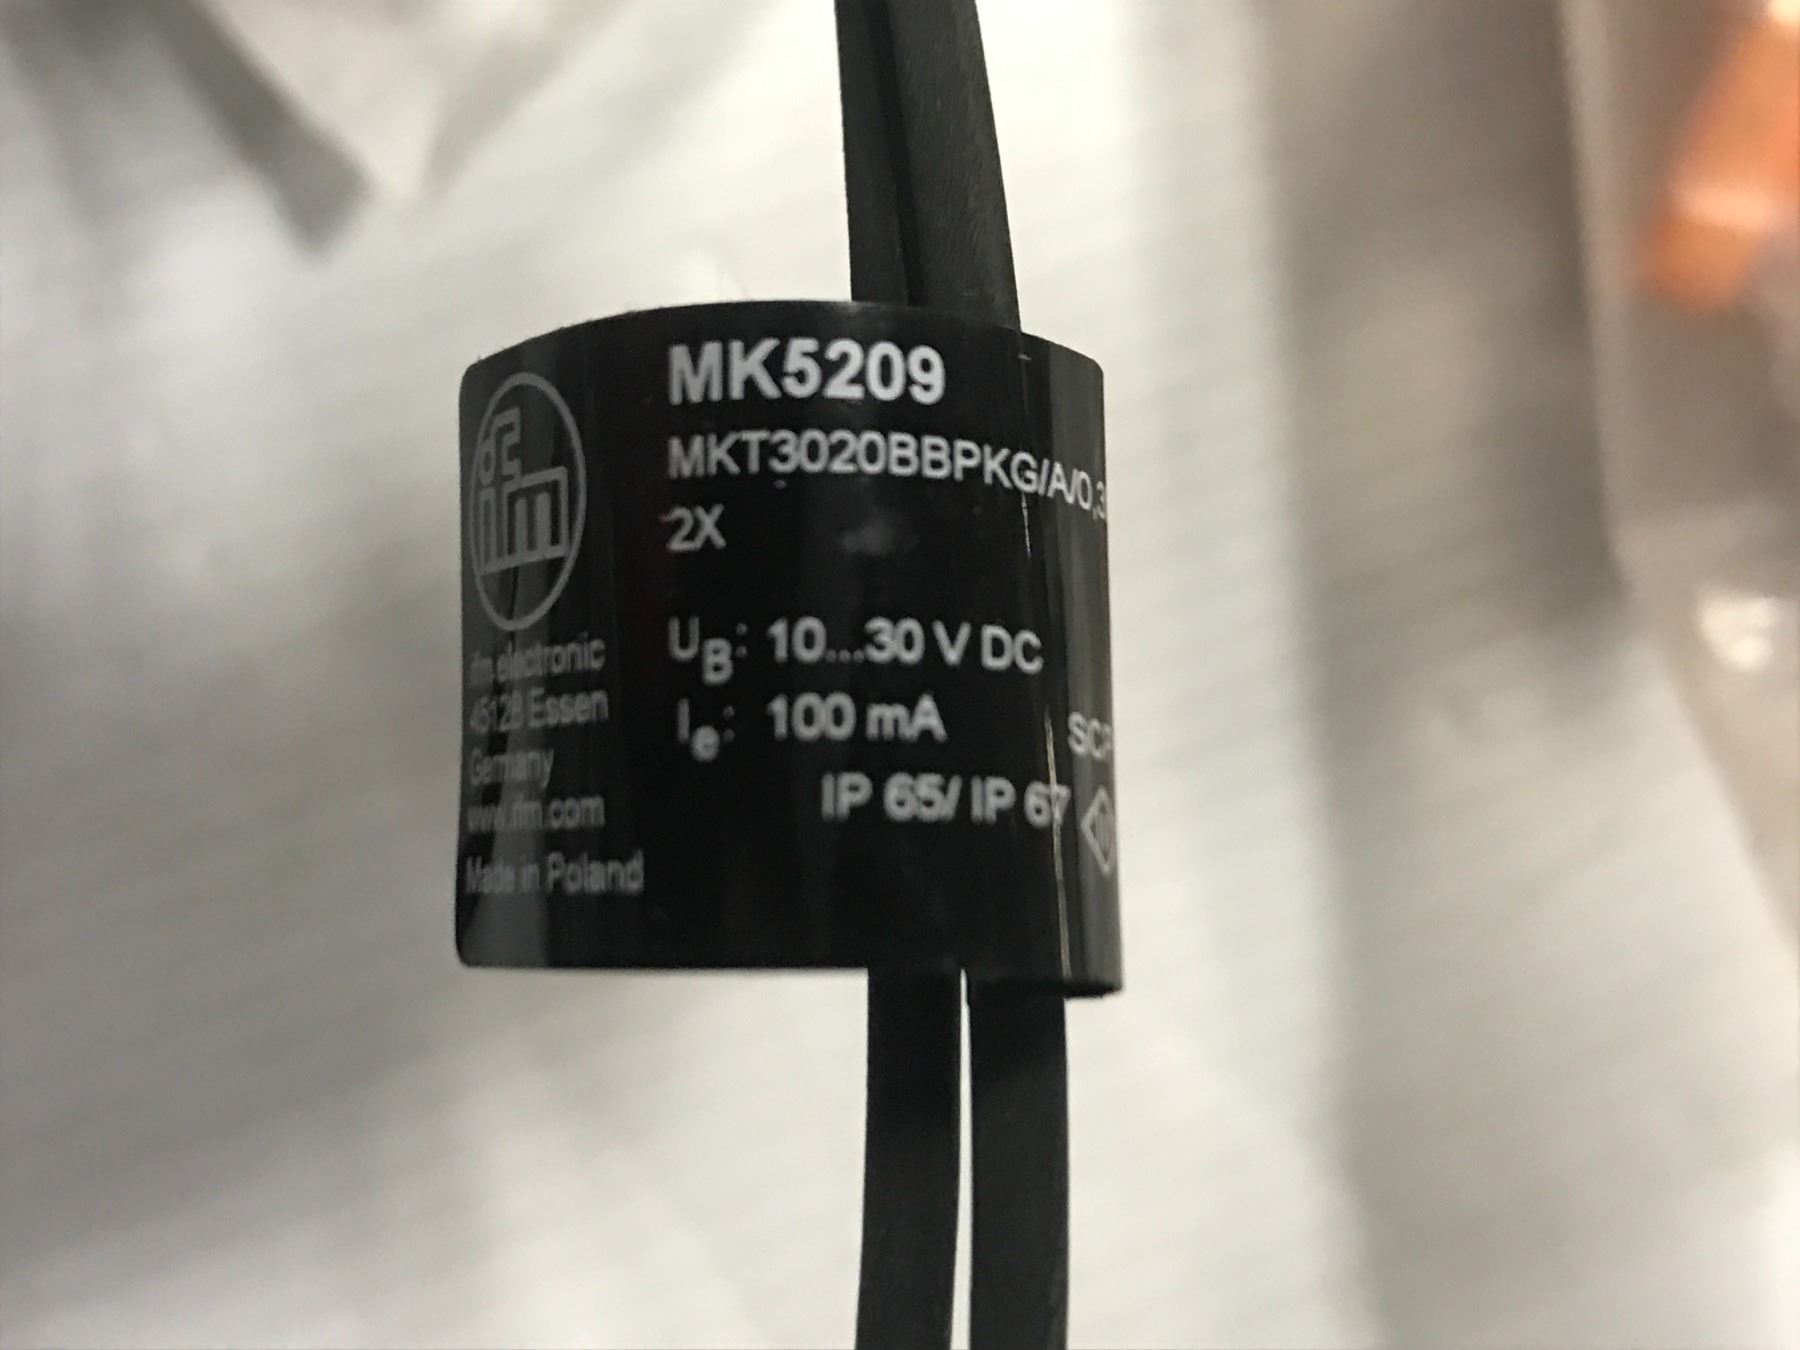 ifm
ifm electronic
45128 Essen
Germany
www.ifm.com
Made in Poland
MK5209
MKT3020BBPKG/A/0,3
2X
UB: 10...30 V DC
Ie: 100 mA
IP 65/ IP 67